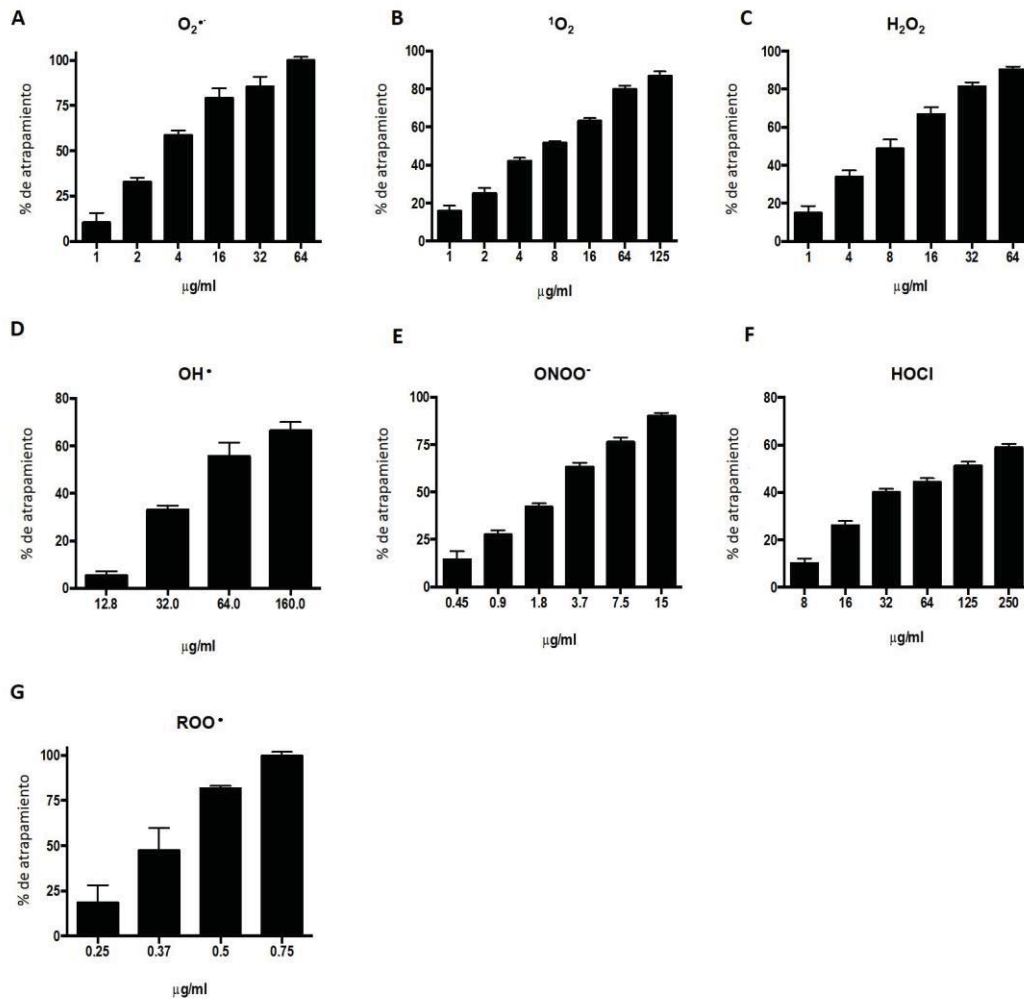 A
O₂•-
% de atrapamiento
100
75
50
25
0
1 2 4 16 32 64
µg/ml
B
¹O₂
% de atrapamiento
100
80
60
40
20
0
1 2 4 8 16 64 125
µg/ml
C
H₂O₂
% de atrapamiento
100
80
60
40
20
0
1 4 8 16 32 64
µg/ml
D
OH•
% de atrapamiento
80
60
40
20
0
12.8 32.0 64.0 160.0
µg/ml
E
ONOO⁻
% de atrapamiento
100
75
50
25
0
0.45 0.9 1.8 3.7 7.5 15
µg/ml
F
HOCl
% de atrapamiento
80
60
40
20
0
8 16 32 64 125 250
µg/ml
G
ROO•
% de atrapamiento
100
75
50
25
0
0.25 0.37 0.5 0.75
µg/ml